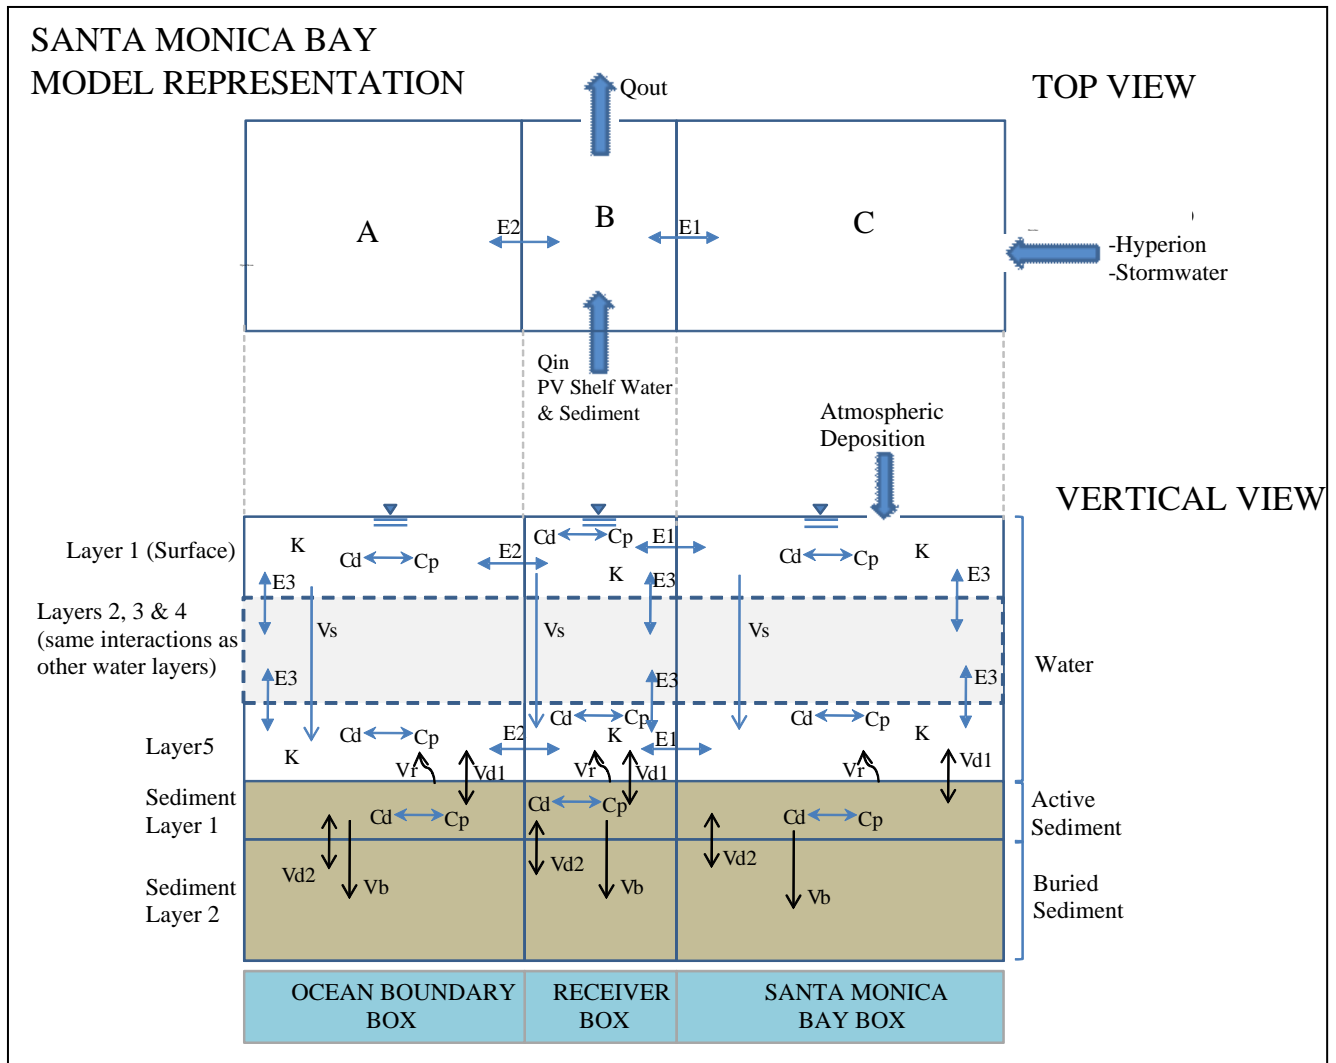 SANTA MONICA BAY
MODEL REPRESENTATION
TOP VIEW
Qout
A
E2
B
E1
C
-Hyperion
-Stormwater
Qin
PV Shelf Water
& Sediment
Atmospheric
Deposition
VERTICAL VIEW
Layer 1 (Surface)
K
Cd
Cp
E2
Cd
Cp
E1
K
Cd
Cp
K
E3
E3
E3
Layers 2, 3 & 4
(same interactions as
other water layers)
Vs
Vs
Vs
Water
E3
E3
E3
Layer5
Cd
Cp
K
E2
Cd
Cp
K
E1
Cd
Cp
K
Vr
Vd1
Vr
Vd1
Vr
Vd1
Sediment
Layer 1
Cd
Cp
Cd
Cp
Cd
Cp
Active
Sediment
Vd2
Vb
Vd2
Vb
Vd2
Vb
Sediment
Layer 2
Buried
Sediment
OCEAN BOUNDARY
BOX
RECEIVER
BOX
SANTA MONICA
BAY BOX